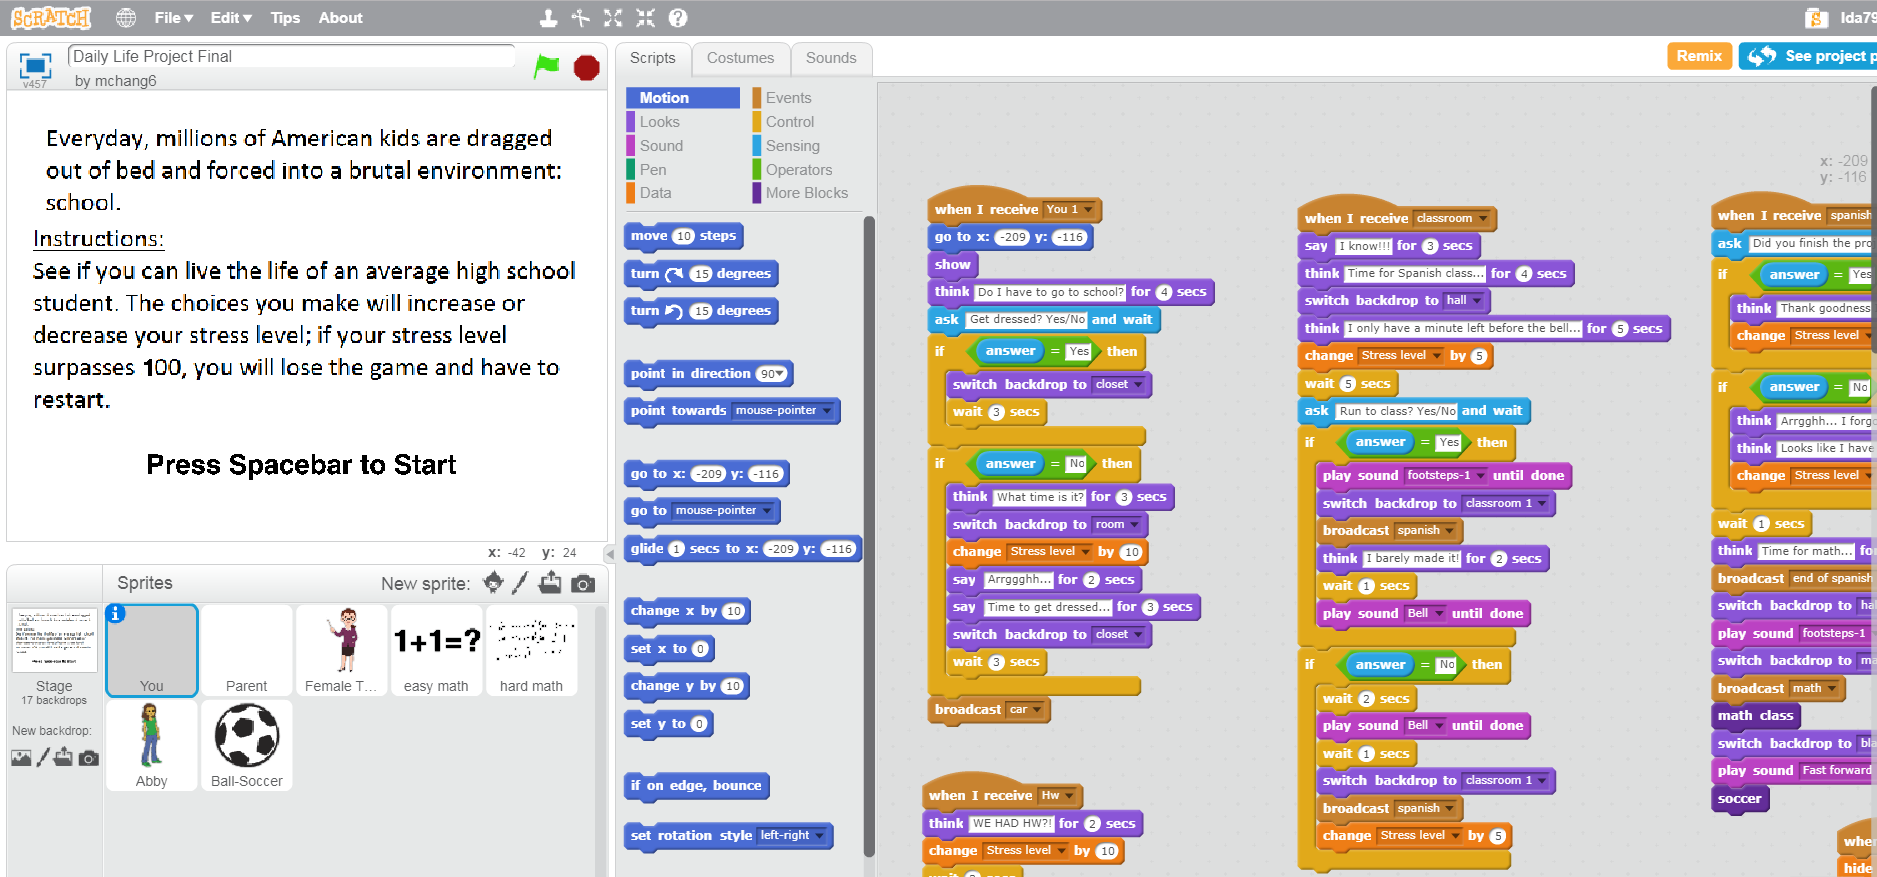 SCRATCH File Edit Tips About Ida79
Daily Life Project Final
v457 by mchang6
Scripts Costumes Sounds
Remix See project p
Everyday, millions of American kids are dragged
out of bed and forced into a brutal environment:
school.
Instructions:
See if you can live the life of an average high school
student. The choices you make will increase or
decrease your stress level; if your stress level
surpasses 100, you will lose the game and have to
restart.
Press Spacebar to Start
x: -42 y: 24
Sprites New sprite:
Stage
17 backdrops
New backdrop:
You
Parent
Female T...
1+1=?
easy math
hard math
Abby
Ball-Soccer
Motion Events
Looks Control
Sound Sensing
Pen Operators
Data More Blocks
move 10 steps
turn 15 degrees
turn 15 degrees
point in direction 90
point towards mouse-pointer
go to x: -209 y: -116
go to mouse-pointer
glide 1 secs to x: -209 y: -116
change x by 10
set x to 0
change y by 10
set y to 0
if on edge, bounce
set rotation style left-right
x: -209
y: -116
when I receive You 1
go to x: -209 y: -116
show
think Do I have to go to school? for 4 secs
ask Get dressed? Yes/No and wait
if answer = Yes then
switch backdrop to closet
wait 3 secs
if answer = No then
think What time is it? for 3 secs
switch backdrop to room
change Stress level by 10
say Arrggghh... for 2 secs
say Time to get dressed... for 3 secs
switch backdrop to closet
wait 3 secs
broadcast car
when I receive Hw
think WE HAD HW?! for 2 secs
change Stress level by 10
when I receive classroom
say I know!!! for 3 secs
think Time for Spanish class... for 4 secs
switch backdrop to hall
think I only have a minute left before the bell... for 5 secs
change Stress level by 5
wait 5 secs
ask Run to class? Yes/No and wait
if answer = Yes then
play sound footsteps-1 until done
switch backdrop to classroom 1
broadcast spanish
think I barely made it! for 2 secs
wait 1 secs
play sound Bell until done
if answer = No then
wait 2 secs
play sound Bell until done
wait 1 secs
switch backdrop to classroom 1
broadcast spanish
change Stress level by 5
when I receive spanish
ask Did you finish the pro
if answer = Yes
think Thank goodness
change Stress level
if answer = No
think Arrgghh... I forg
think Looks like I have
change Stress level
wait 1 secs
think Time for math... fo
broadcast end of spanish
switch backdrop to ha
play sound footsteps-1
switch backdrop to ma
broadcast math
math class
switch backdrop to bla
play sound Fast forward
soccer
whe
hide